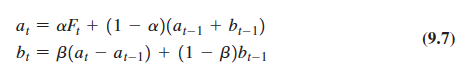 aₜ = αFₜ + (1 − α)(aₜ₋₁ + bₜ₋₁)
bₜ = β(aₜ − aₜ₋₁) + (1 − β)bₜ₋₁
(9.7)